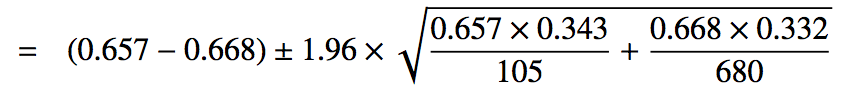 = (0.657 − 0.668) ± 1.96 × √(0.657 × 0.343 / 105 + 0.668 × 0.332 / 680)